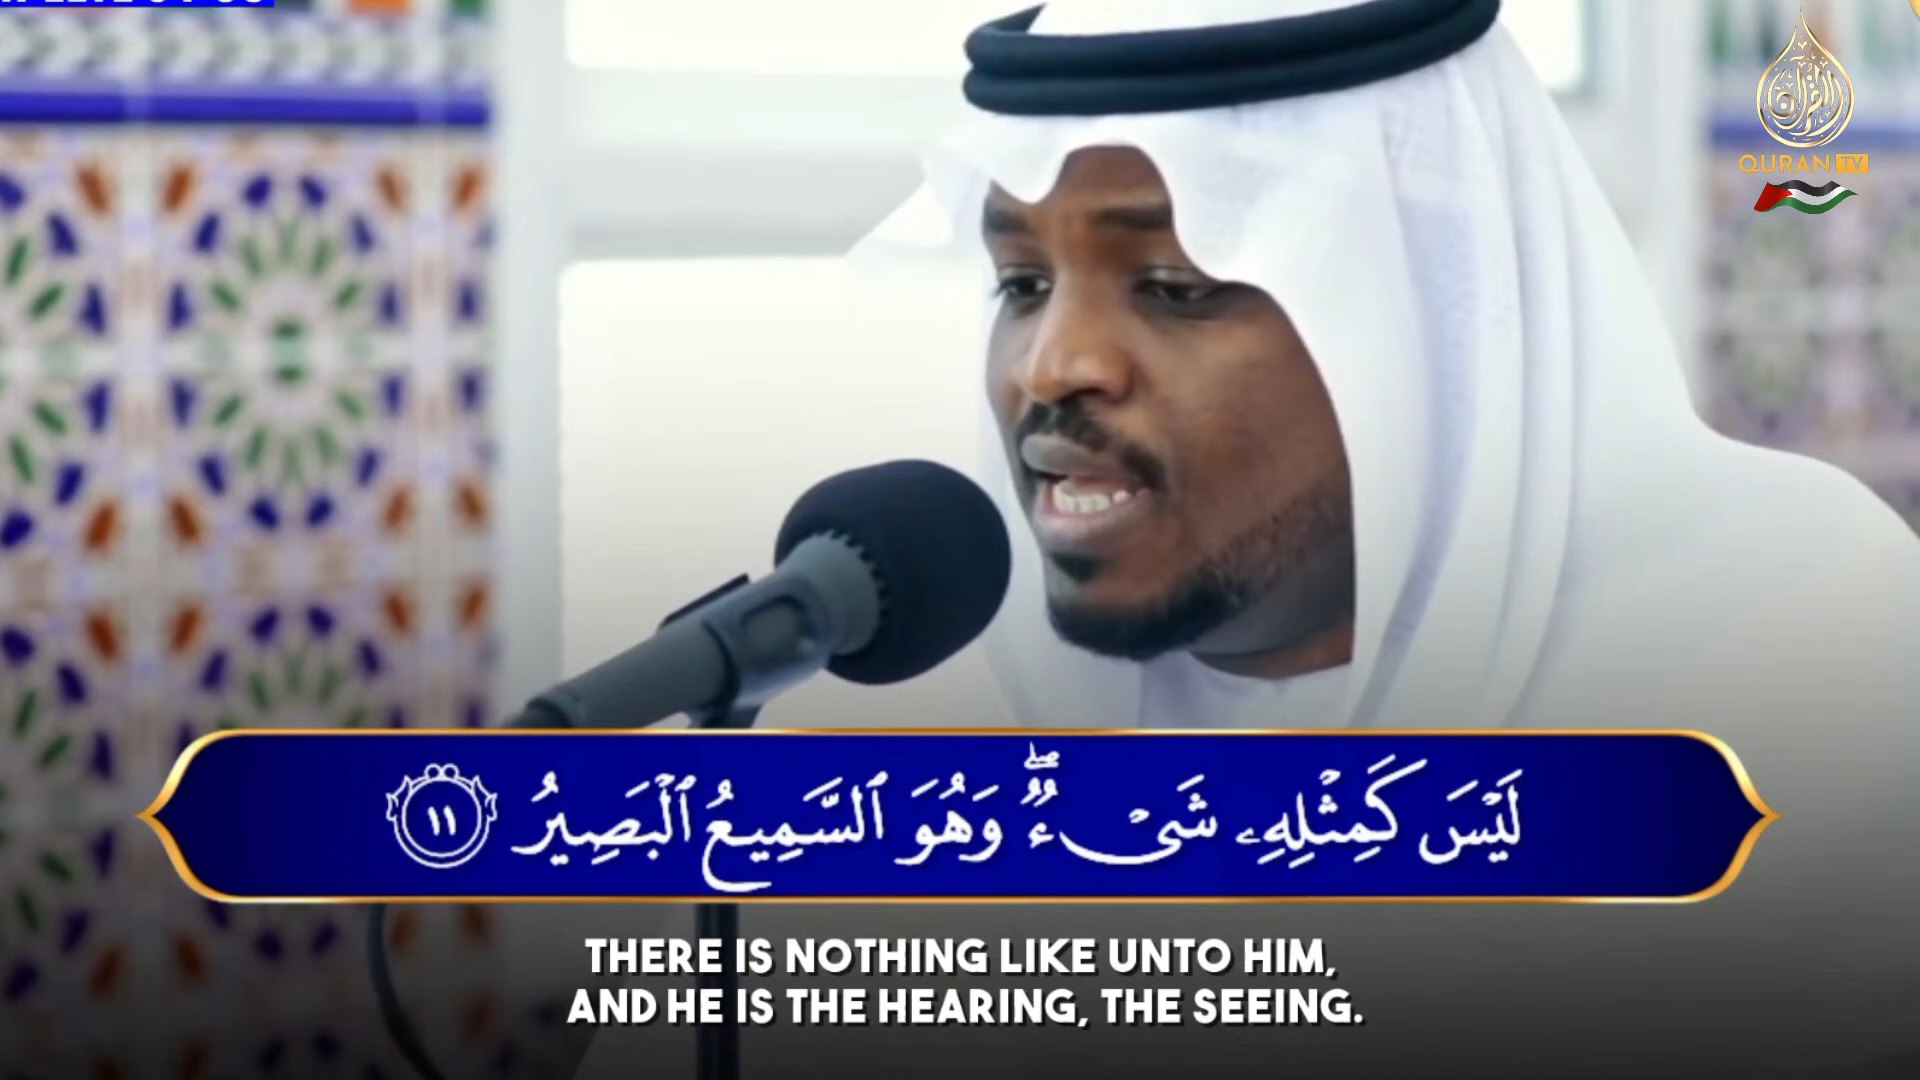 QURAN TV
لَيْسَ كَمِثْلِهِۦ شَىْءٌۖ وَهُوَ ٱلسَّمِيعُ ٱلْبَصِيرُ ١١
THERE IS NOTHING LIKE UNTO HIM,
AND HE IS THE HEARING, THE SEEING.